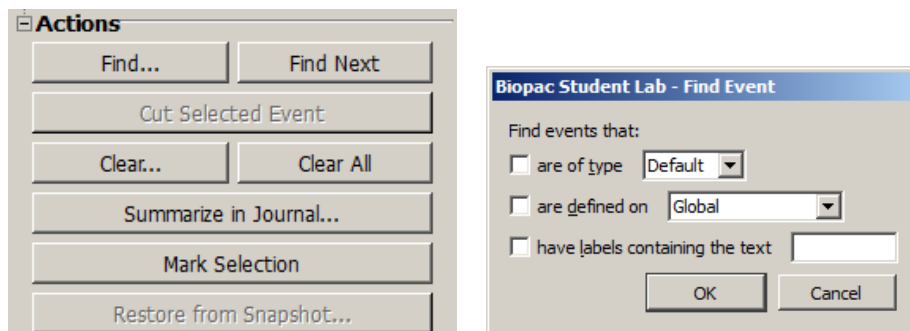 Actions
Find... Find Next
Cut Selected Event
Clear... Clear All
Summarize in Journal...
Mark Selection
Restore from Snapshot...
Biopac Student Lab - Find Event
Find events that:
are of type Default
are defined on Global
have labels containing the text
OK Cancel